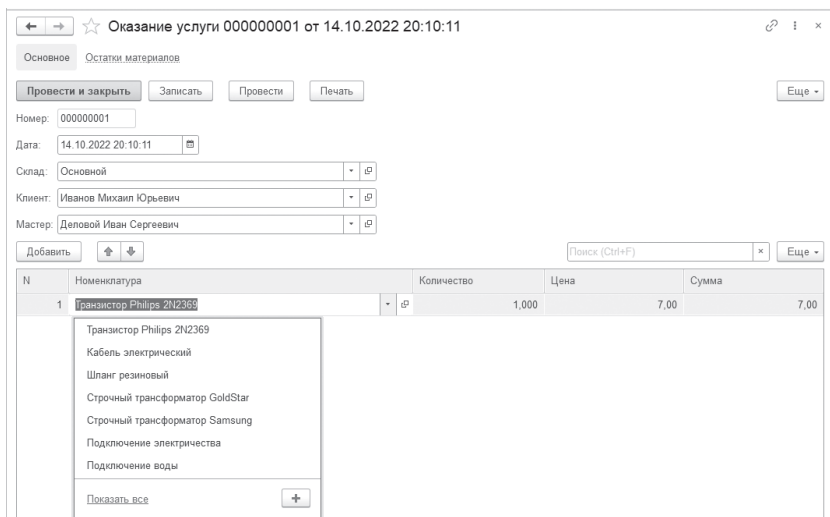 Оказание услуги 000000001 от 14.10.2022 20:10:11
Основное Остатки материалов
Провести и закрыть Записать Провести Печать Еще
Номер: 000000001
Дата: 14.10.2022 20:10:11
Склад: Основной
Клиент: Иванов Михаил Юрьевич
Мастер: Деловой Иван Сергеевич
Добавить Поиск (Ctrl+F) × Еще
N Номенклатура Количество Цена Сумма
1 Транзистор Philips 2N2369 1,000 7,00 7,00
Транзистор Philips 2N2369
Кабель электрический
Шланг резиновый
Строчный трансформатор GoldStar
Строчный трансформатор Samsung
Подключение электричества
Подключение воды
Показать все +